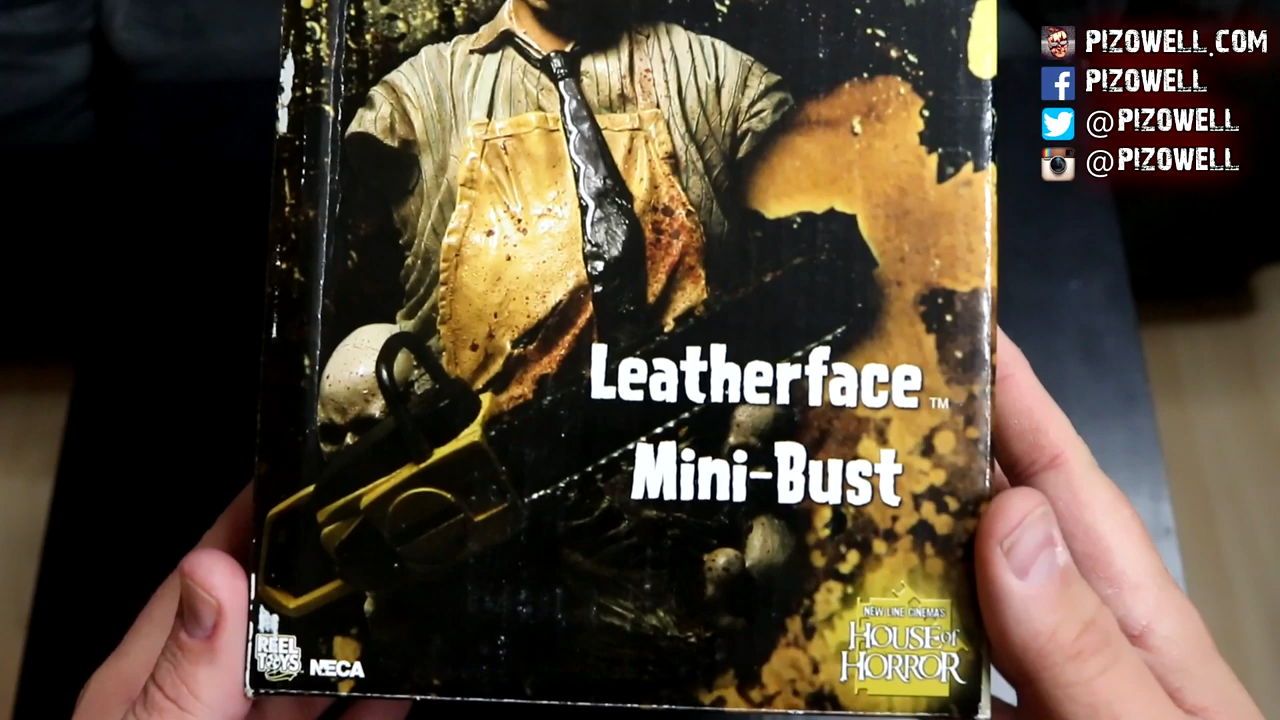 PIZOWELL.COM
PIZOWELL
@PIZOWELL
@PIZOWELL
Leatherface™
Mini-Bust
NEW LINE CINEMA'S
HOUSE of
HORROR
REEL
TOYS
NECA